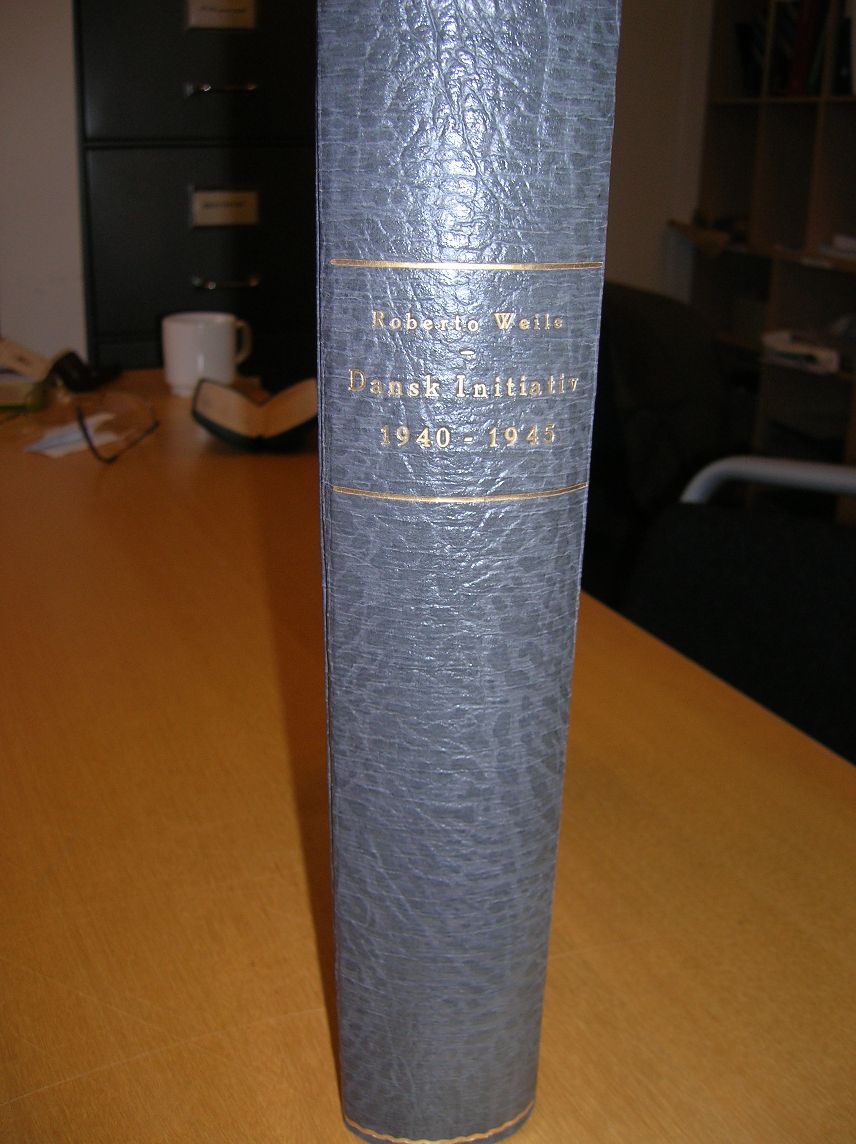 Roberto Weile
-
Dansk Initiativ
1940 - 1945